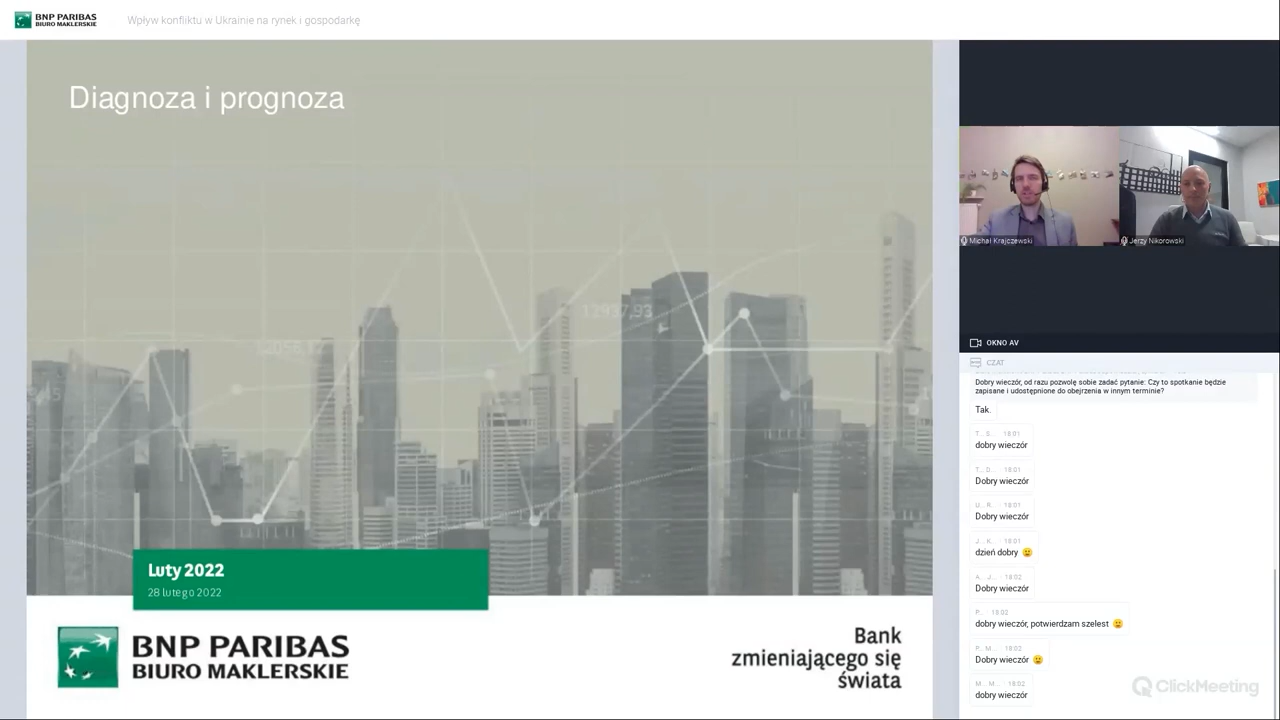 BNP PARIBAS
BIURO MAKLERSKIE
Wpływ konfliktu w Ukrainie na rynek i gospodarkę
Diagnoza i prognoza
12937,93
Luty 2022
28 lutego 2022
BNP PARIBAS
BIURO MAKLERSKIE
Bank
zmieniającego się
świata
Michał Krajczewski
Jerzy Nikorowski
OKNO AV
CZAT
Dobry wieczór, od razu pozwolę sobie zadać pytanie: Czy to spotkanie będzie
zapisane i udostępnione do obejrzenia w innym terminie?
Tak.
T... S... · 18:01
dobry wieczór
T... D... · 18:01
Dobry wieczór
U... R... · 18:01
Dobry wieczór
J... K... · 18:01
dzień dobry 🙂
A... J... · 18:02
Dobry wieczór
P... · 18:02
dobry wieczór, potwierdzam szelest 🙂
P... M... · 18:02
Dobry wieczór 🙂
M... M... · 18:02
dobry wieczór
ClickMeeting